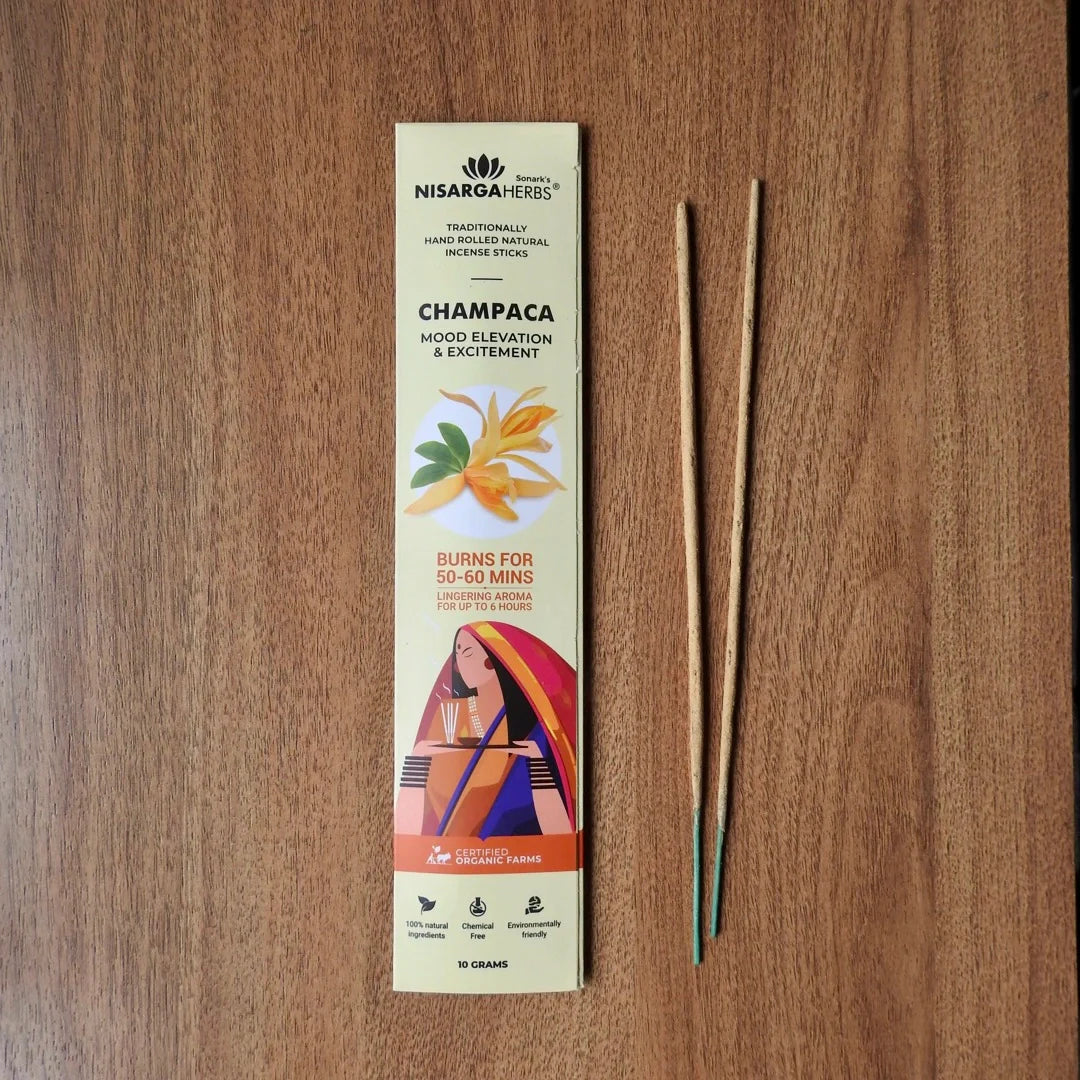 Sonark's
NISARGAHERBS®
TRADITIONALLY
HAND ROLLED NATURAL
INCENSE STICKS
CHAMPACA
MOOD ELEVATION
& EXCITEMENT
BURNS FOR
50-60 MINS
LINGERING AROMA
FOR UP TO 6 HOURS
CERTIFIED
ORGANIC FARMS
100% natural
ingredients
Chemical
Free
Environmentally
friendly
10 GRAMS